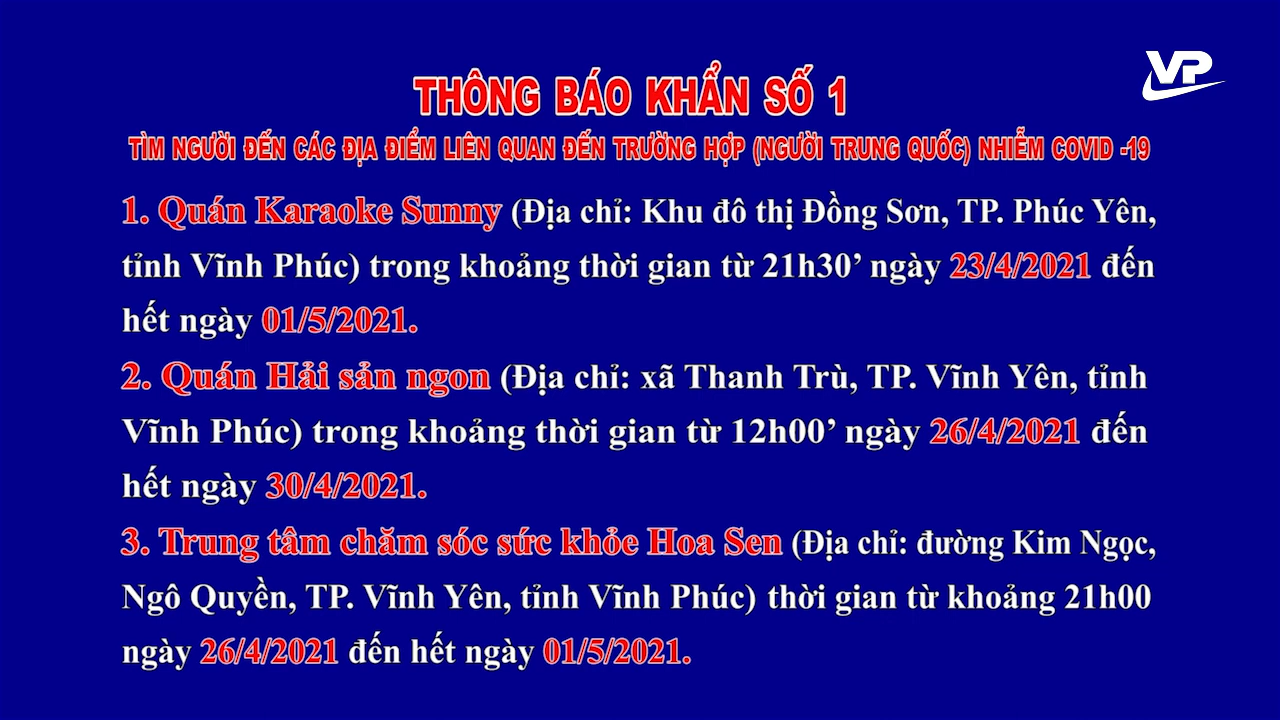 VP
THÔNG BÁO KHẨN SỐ 1
TÌM NGƯỜI ĐẾN CÁC ĐỊA ĐIỂM LIÊN QUAN ĐẾN TRƯỜNG HỢP (NGƯỜI TRUNG QUỐC) NHIỄM COVID -19
1. Quán Karaoke Sunny (Địa chỉ: Khu đô thị Đồng Sơn, TP. Phúc Yên,
tỉnh Vĩnh Phúc) trong khoảng thời gian từ 21h30’ ngày 23/4/2021 đến
hết ngày 01/5/2021.
2. Quán Hải sản ngon (Địa chỉ: xã Thanh Trù, TP. Vĩnh Yên, tỉnh
Vĩnh Phúc) trong khoảng thời gian từ 12h00’ ngày 26/4/2021 đến
hết ngày 30/4/2021.
3. Trung tâm chăm sóc sức khỏe Hoa Sen (Địa chỉ: đường Kim Ngọc,
Ngô Quyền, TP. Vĩnh Yên, tỉnh Vĩnh Phúc) thời gian từ khoảng 21h00
ngày 26/4/2021 đến hết ngày 01/5/2021.